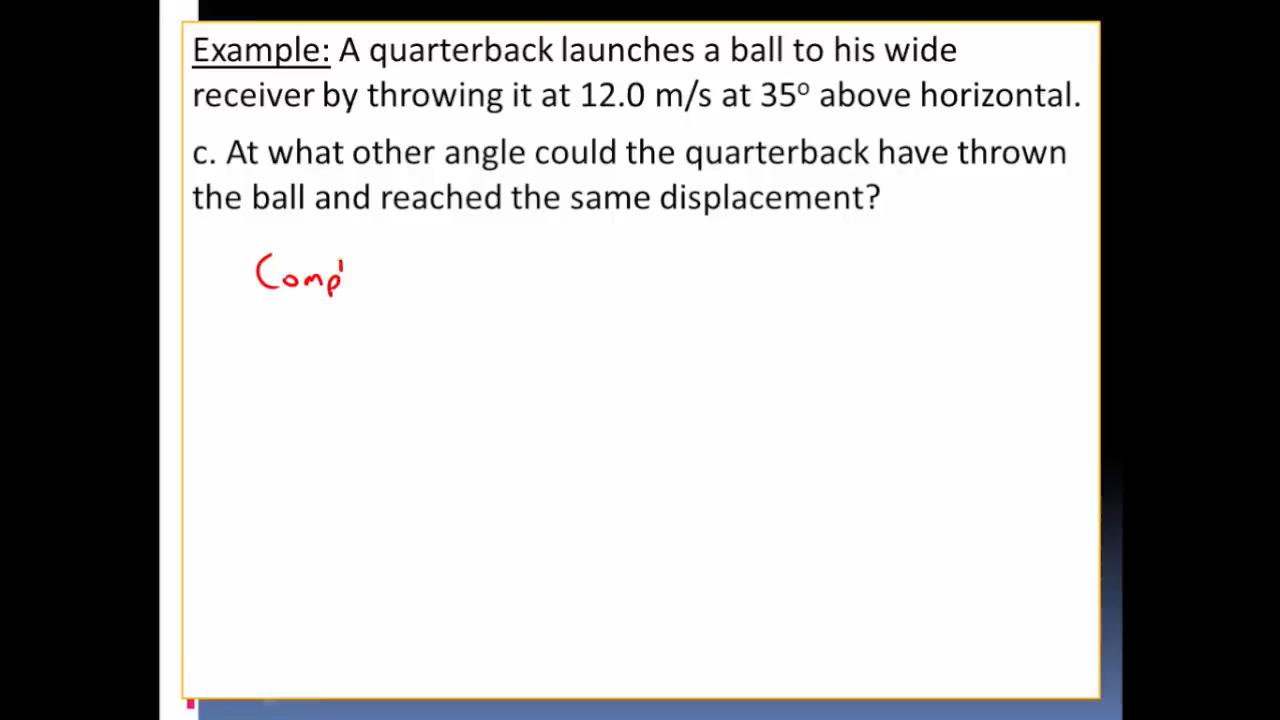 Example: A quarterback launches a ball to his wide
receiver by throwing it at 12.0 m/s at 35º above horizontal.
c. At what other angle could the quarterback have thrown
the ball and reached the same displacement?
Comp